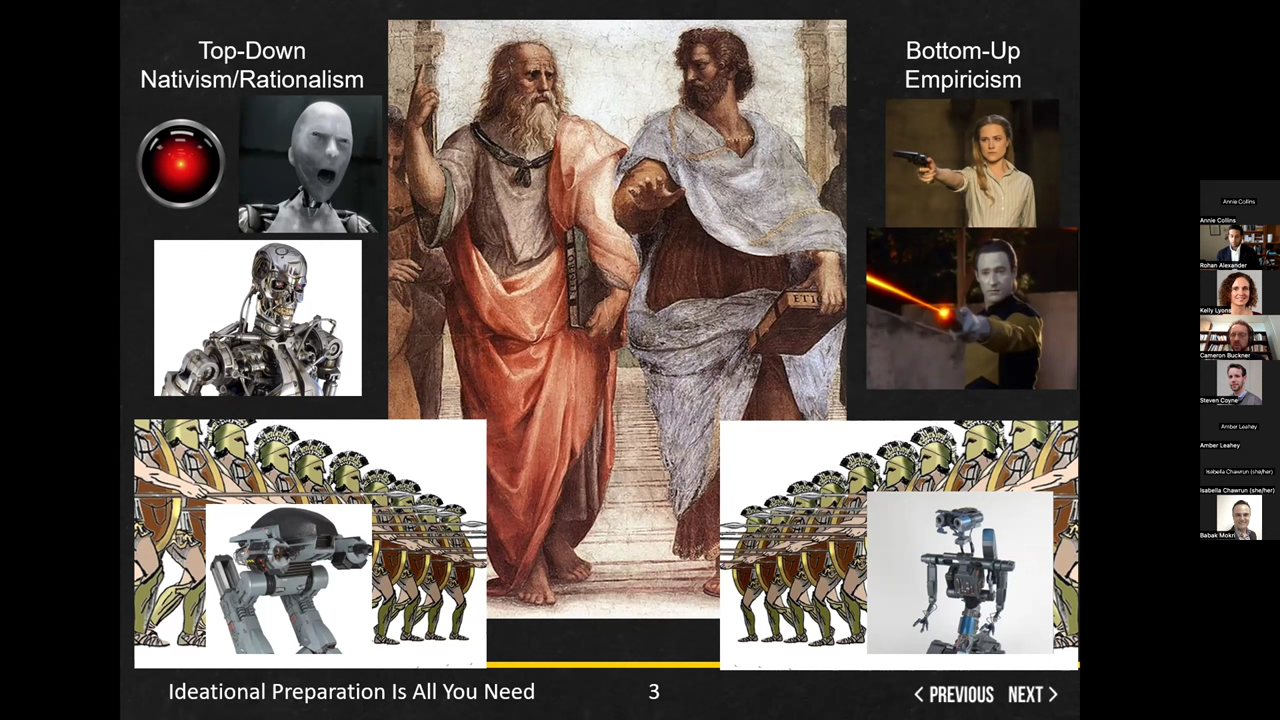 Top-Down
Nativism/Rationalism
Bottom-Up
Empiricism
ETI
Ideational Preparation Is All You Need
3
< PREVIOUS NEXT >
Annie Collins
Annie Collins
Rohan Alexander
Kelly Lyons
Cameron Buckner
Steven Coyne
Amber Leahey
Amber Leahey
Isabella Chawrun (she/her)
Isabella Chawrun (she/her)
Babak Mokri